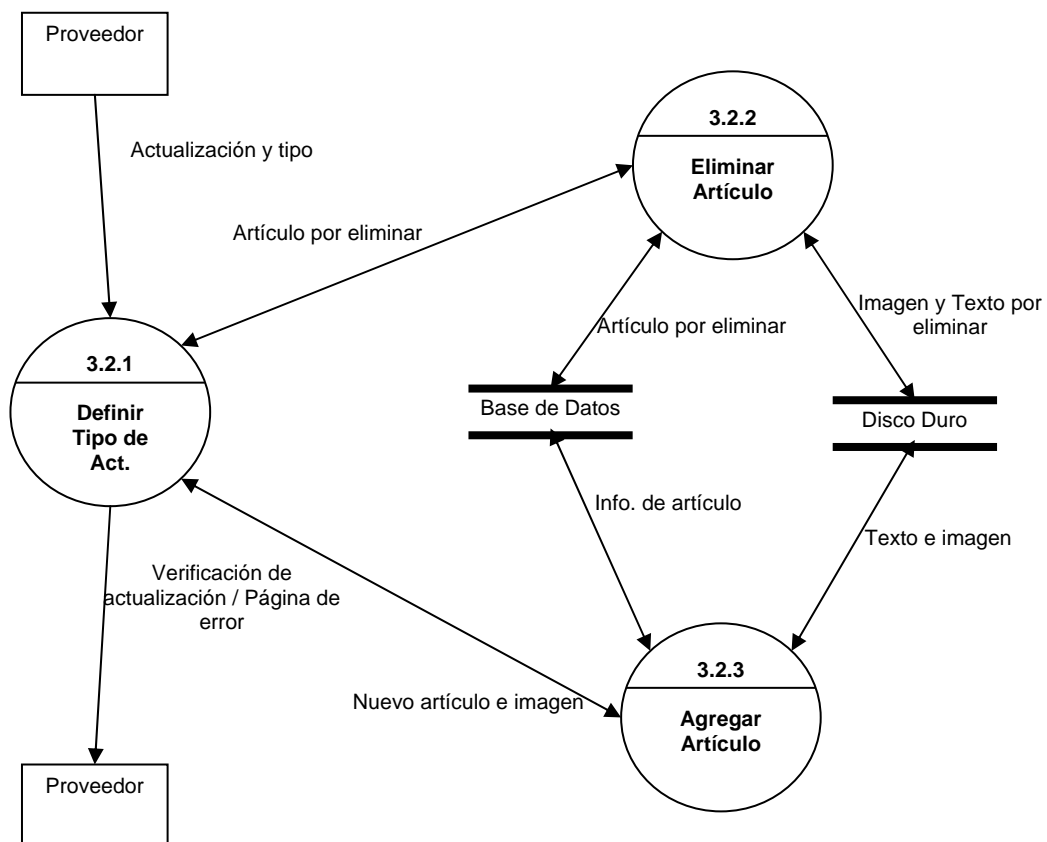 Proveedor
3.2.2
Eliminar
Artículo
Actualización y tipo
Artículo por eliminar
Imagen y Texto por
eliminar
Artículo por eliminar
3.2.1
Definir
Tipo de
Act.
Base de Datos
Disco Duro
Info. de artículo
Texto e imagen
Verificación de
actualización / Página de
error
3.2.3
Agregar
Artículo
Nuevo artículo e imagen
Proveedor